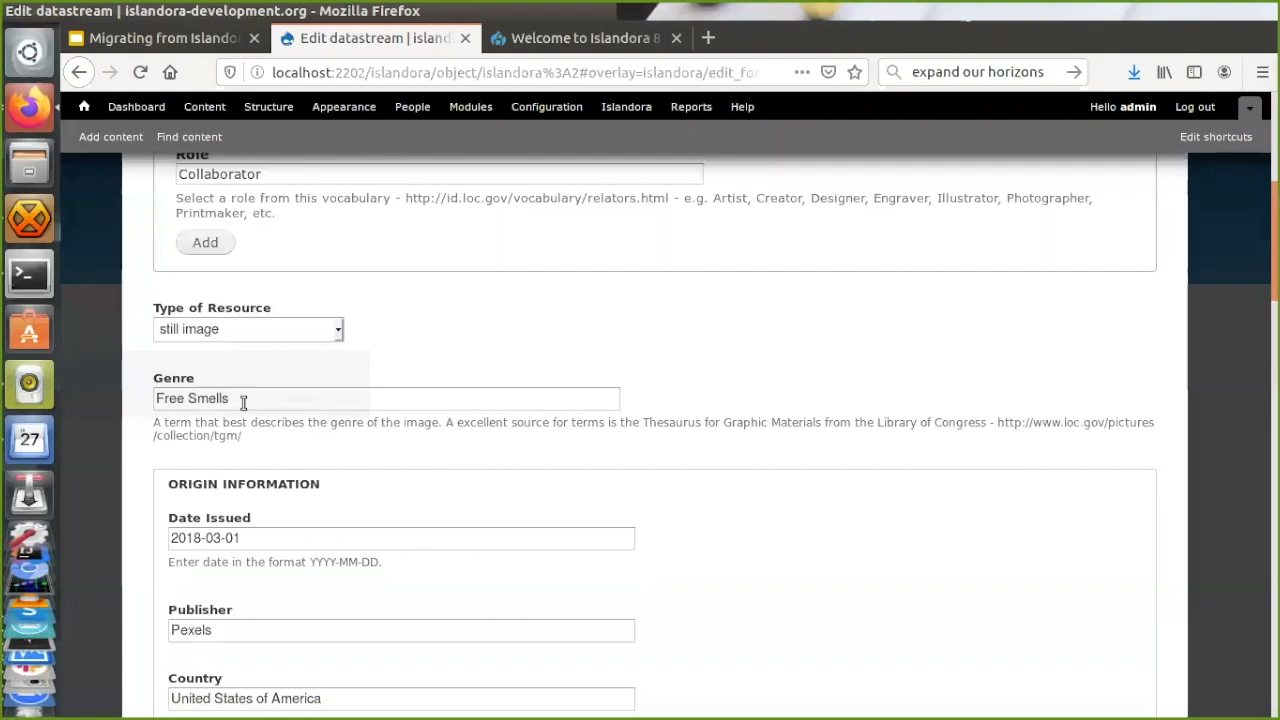 Edit datastream | islandora-development.org - Mozilla Firefox
Migrating from Islando
Edit datastream | island
Welcome to Islandora 8
localhost:2202/islandora/object/islandora%3A2#overlay=islandora/edit_fo
expand our horizons
Dashboard Content Structure Appearance People Modules Configuration Islandora Reports Help
Hello admin Log out
Add content Find content
Edit shortcuts
Role
Collaborator
Select a role from this vocabulary - http://id.loc.gov/vocabulary/relators.html - e.g. Artist, Creator, Designer, Engraver, Illustrator, Photographer,
Printmaker, etc.
Add
Type of Resource
still image
Genre
Free Smells
A term that best describes the genre of the image. A excellent source for terms is the Thesaurus for Graphic Materials from the Library of Congress - http://www.loc.gov/pictures
/collection/tgm/
ORIGIN INFORMATION
Date Issued
2018-03-01
Enter date in the format YYYY-MM-DD.
Publisher
Pexels
Country
United States of America
27